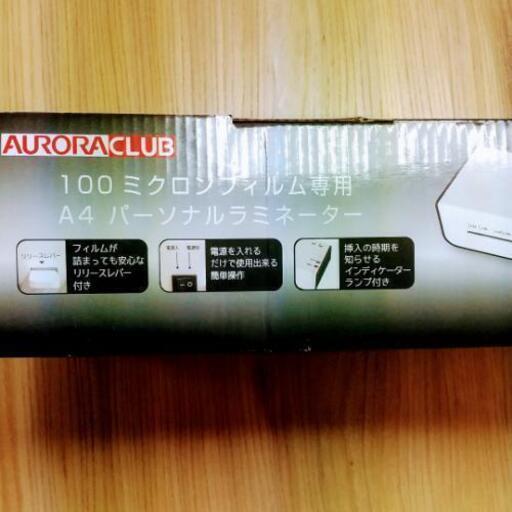 AURORA CLUB
100 ミクロンフィルム専用
A4 パーソナルラミネーター
リリースレバー
フィルムが
詰まっても安心な
リリースレバー
付き
電源を入れる
だけで使用出来る
簡単操作
挿入の時期を
知らせる
インディケーター
ランプ付き